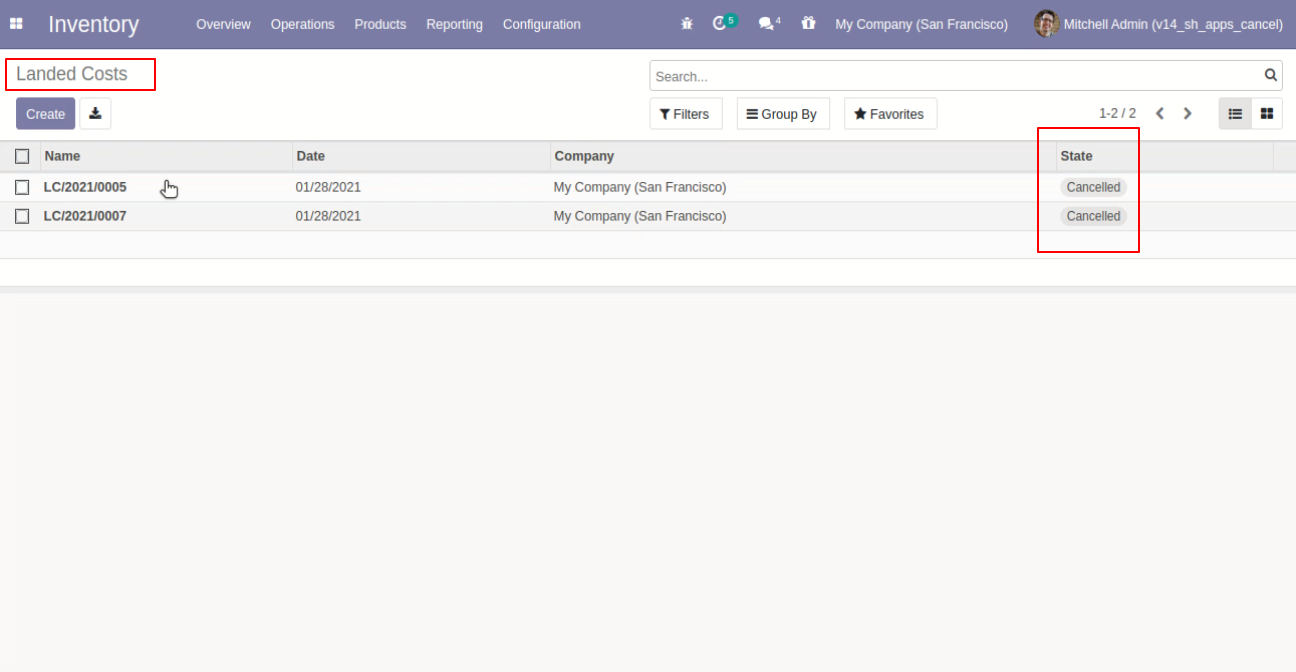 Inventory Overview Operations Products Reporting Configuration 5 4 My Company (San Francisco) Mitchell Admin (v14_sh_apps_cancel)
Landed Costs Search...
Create Filters Group By Favorites 1-2 / 2
Name Date Company State
LC/2021/0005 01/28/2021 My Company (San Francisco) Cancelled
LC/2021/0007 01/28/2021 My Company (San Francisco) Cancelled